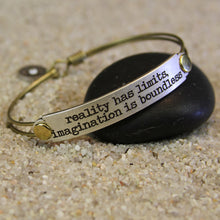 reality has limits,
imagination is boundless